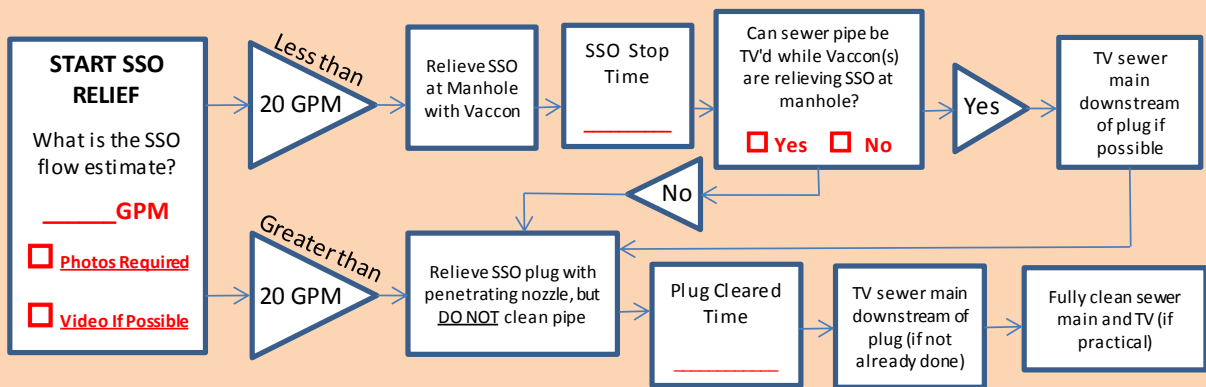 START SSO
RELIEF
What is the SSO
flow estimate?
______GPM
Photos Required
Video If Possible
Less than
20 GPM
Relieve SSO
at Manhole
with Vaccon
SSO Stop
Time
__________
Can sewer pipe be
TV'd while Vaccon(s)
are relieving SSO at
manhole?
Yes No
Yes
TV sewer
main
downstream
of plug if
possible
No
Greater than
20 GPM
Relieve SSO plug with
penetrating nozzle, but
DO NOT clean pipe
Plug Cleared
Time
_____________
TV sewer main
downstream of
plug (if not
already done)
Fully clean sewer
main and TV (if
practical)